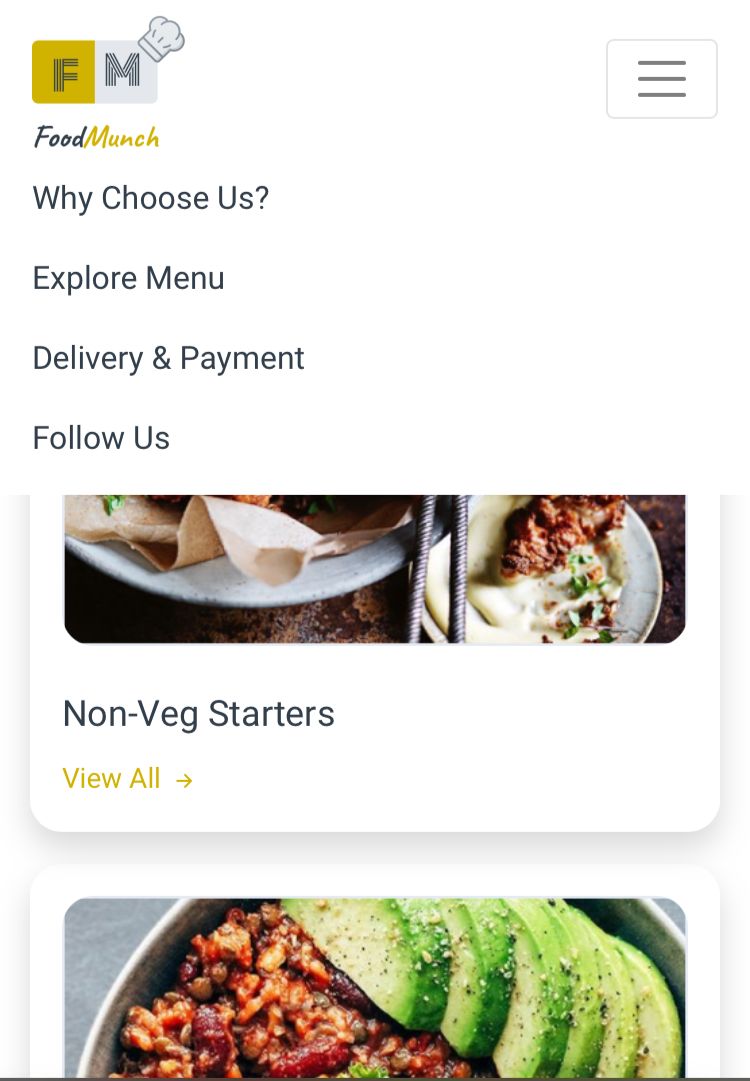 FM
FoodMunch
Why Choose Us?
Explore Menu
Delivery & Payment
Follow Us
Non-Veg Starters
View All →